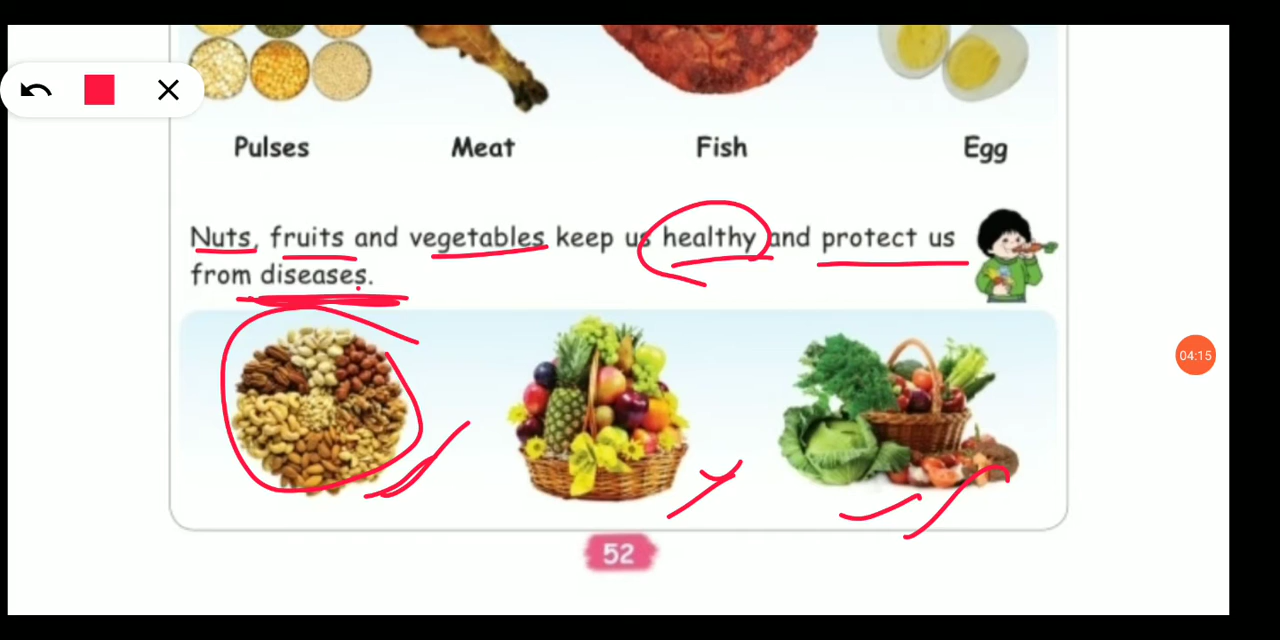 Pulses Meat Fish Egg
Nuts, fruits and vegetables keep us healthy and protect us
from diseases.
04:15
52